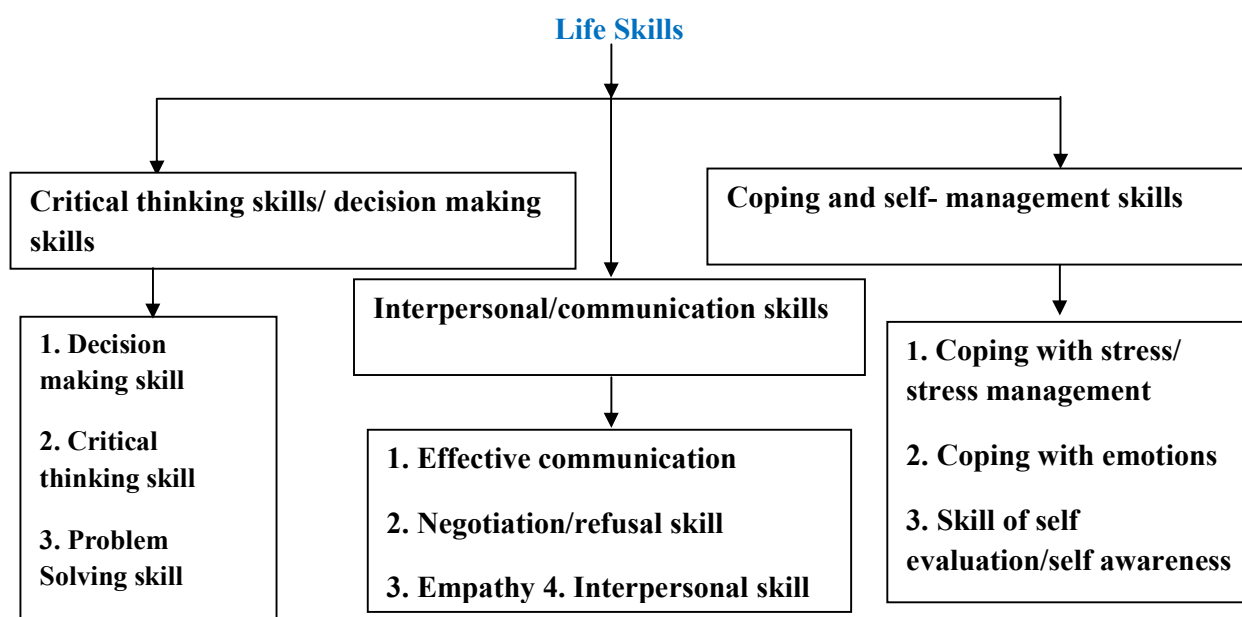 Life Skills
Critical thinking skills/ decision making
skills
Coping and self- management skills
Interpersonal/communication skills
1. Decision
making skill
2. Critical
thinking skill
3. Problem
Solving skill
1. Effective communication
2. Negotiation/refusal skill
3. Empathy 4. Interpersonal skill
1. Coping with stress/
stress management
2. Coping with emotions
3. Skill of self
evaluation/self awareness